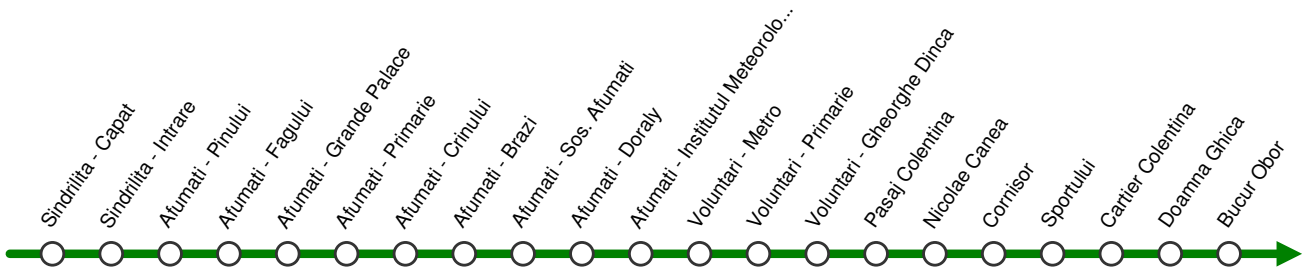 Sindrilita - Capat
Sindrilita - Intrare
Afumati - Pinului
Afumati - Fagului
Afumati - Grande Palace
Afumati - Primarie
Afumati - Crinului
Afumati - Brazi
Afumati - Sos. Afumati
Afumati - Doraly
Afumati - Institutul Meteorolo...
Voluntari - Metro
Voluntari - Primarie
Voluntari - Gheorghe Dinca
Pasaj Colentina
Nicolae Canea
Cornisor
Sportului
Cartier Colentina
Doamna Ghica
Bucur Obor